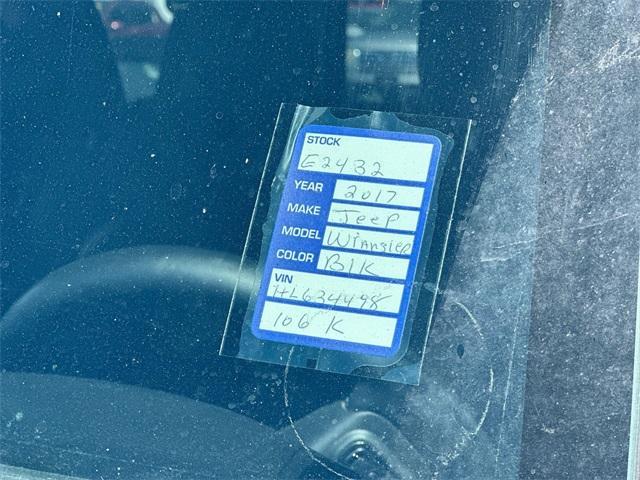 STOCK
E2432
YEAR 2017
MAKE Jeep
MODEL Wrangler
COLOR Blk
VIN
HL634498
106 K